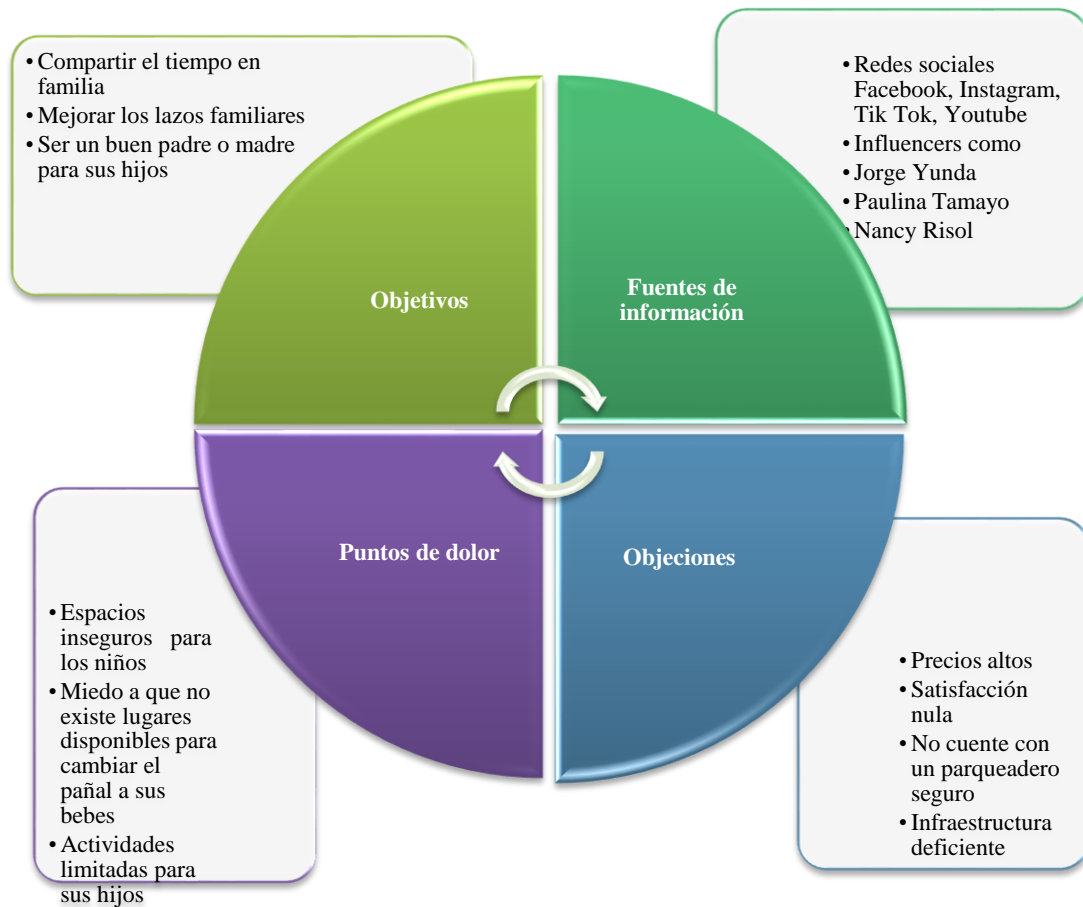 • Compartir el tiempo en
familia
• Mejorar los lazos familiares
• Ser un buen padre o madre
para sus hijos
• Redes sociales
Facebook, Instagram,
Tik Tok, Youtube
• Influencers como
• Jorge Yunda
• Paulina Tamayo
• Nancy Risol
Objetivos
Fuentes de
información
Puntos de dolor
Objeciones
• Espacios
inseguros para
los niños
• Miedo a que no
existe lugares
disponibles para
cambiar el
pañal a sus
bebes
• Actividades
limitadas para
sus hijos
• Precios altos
• Satisfacción
nula
• No cuente con
un parqueadero
seguro
• Infraestructura
deficiente